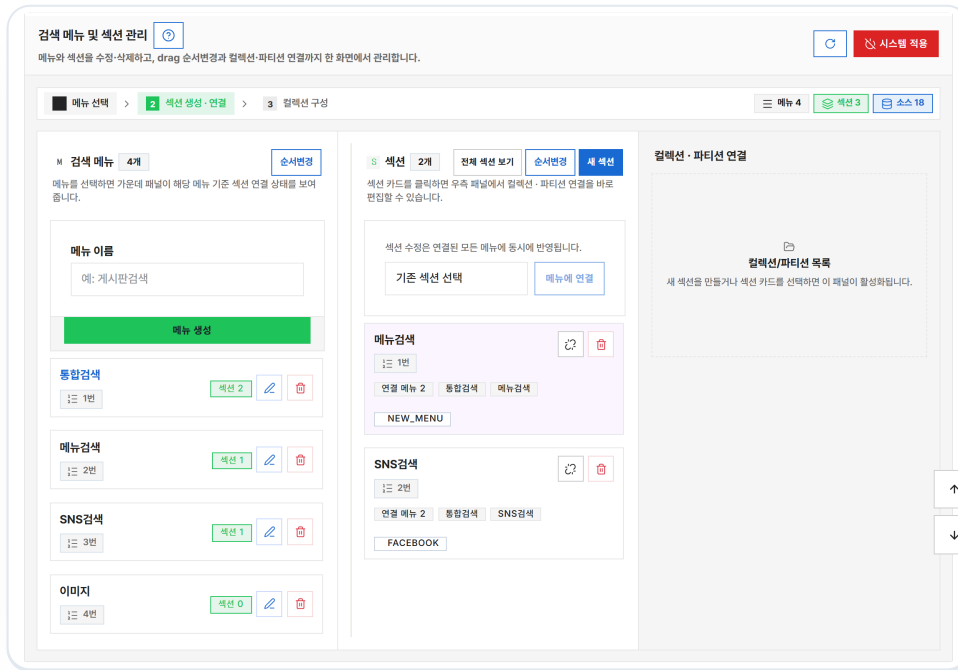 검색 메뉴 및 섹션 관리
메뉴와 섹션을 수정·삭제하고, drag 순서변경과 컬렉션·파티션 연결까지 한 화면에서 관리합니다.
시스템 적용
메뉴 선택
2 섹션 생성 · 연결
3 컬렉션 구성
메뉴 4
섹션 3
소스 18
M 검색 메뉴 4개
순서변경
메뉴를 선택하면 가운데 패널이 해당 메뉴 기준 섹션 연결 상태를 보여
줍니다.
메뉴 이름
예: 게시판검색
메뉴 생성
통합검색
1번
섹션 2
메뉴검색
2번
섹션 1
SNS검색
3번
섹션 1
이미지
4번
섹션 0
S 섹션 2개
전체 섹션 보기
순서변경
새 섹션
섹션 카드를 클릭하면 우측 패널에서 컬렉션 · 파티션 연결을 바로
편집할 수 있습니다.
섹션 수정은 연결된 모든 메뉴에 동시에 반영됩니다.
기존 섹션 선택
메뉴에 연결
메뉴검색
1번
연결 메뉴 2 통합검색 메뉴검색
NEW_MENU
SNS검색
2번
연결 메뉴 2 통합검색 SNS검색
FACEBOOK
컬렉션 · 파티션 연결
컬렉션/파티션 목록
새 섹션을 만들거나 섹션 카드를 선택하면 이 패널이 활성화됩니다.